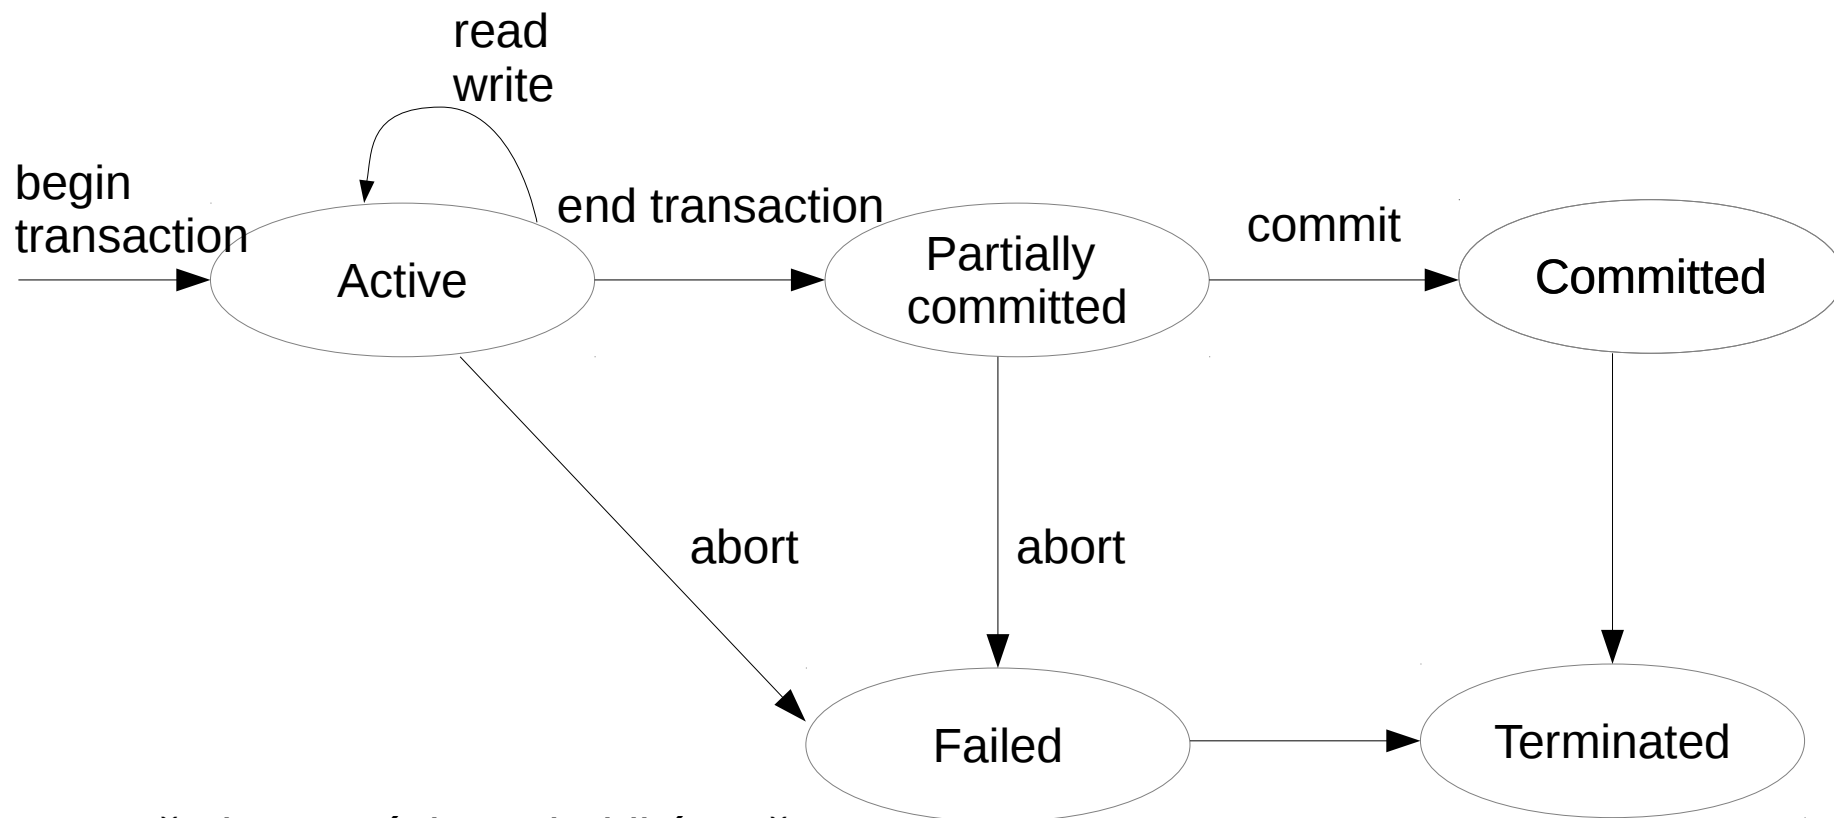 read
write
begin
transaction
end transaction
commit
Active
Partially
committed
Committed
abort
abort
Failed
Terminated